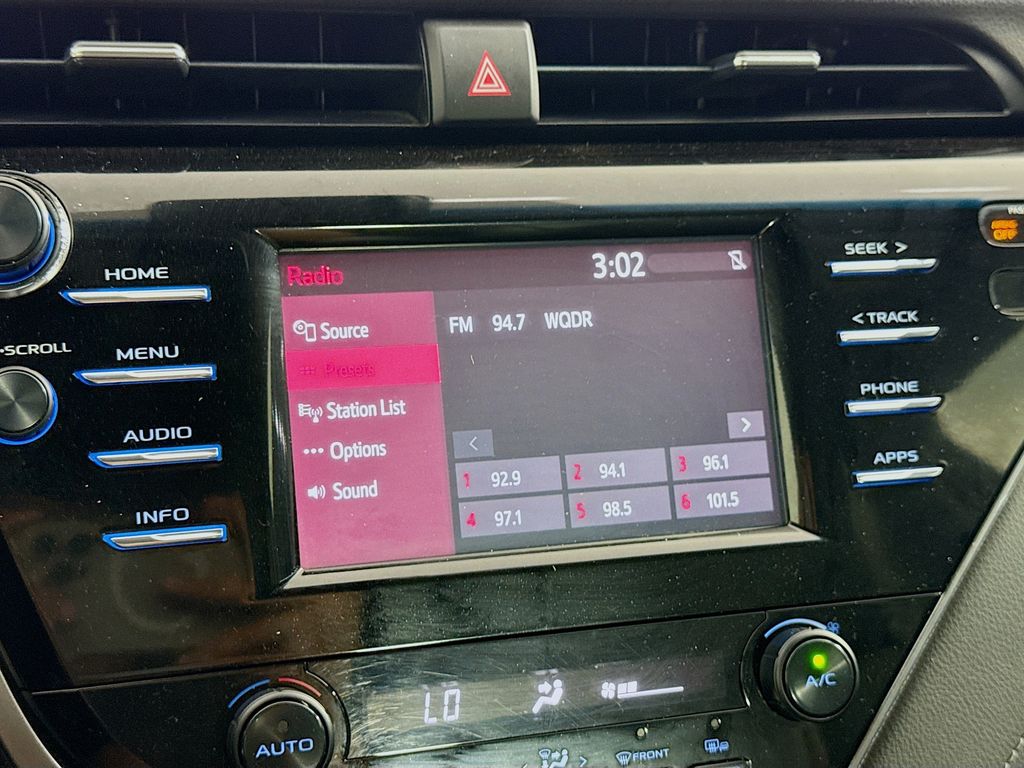 PAS
OFF
HOME
•SCROLL
MENU
AUDIO
INFO
Radio
3:02
Source
Presets
Station List
Options
Sound
FM 94.7 WQDR
<
>
1 92.9
2 94.1
3 96.1
4 97.1
5 98.5
6 101.5
SEEK >
< TRACK
PHONE
APPS
LO
AUTO
A/C
< >
FRONT